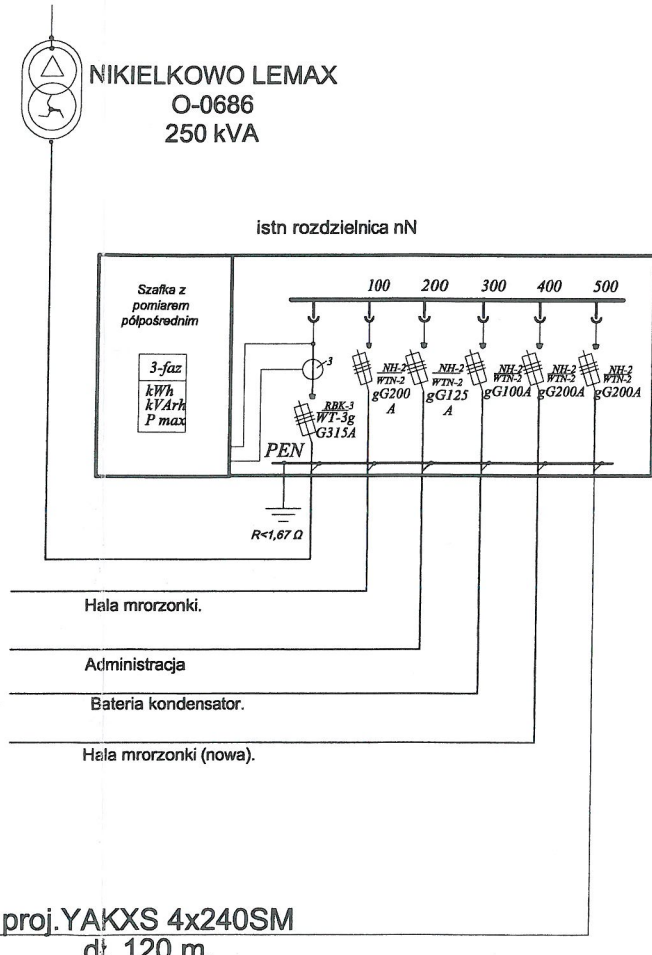 NIKIELKOWO LEMAX
O-0686
250 kVA
istn rozdzielnica nN
Szafka z
pomiarem
półpośrednim
3-faz
kWh
kVArh
P max
100 200 300 400 500
3
RBK-3
WT-3g
G315A
NH-2
WTN-2
gG200
A
NH-2
WTN-2
gG125
A
NH-2
WTN-2
gG100A
NH-2
WTN-2
gG200A
NH-2
WTN-2
gG200A
PEN
R<1,67 Ω
Hala mrorzonki.
Administracja
Bateria kondensator.
Hala mrorzonki (nowa).
proj.YAKXS 4x240SM
dł. 120 m.